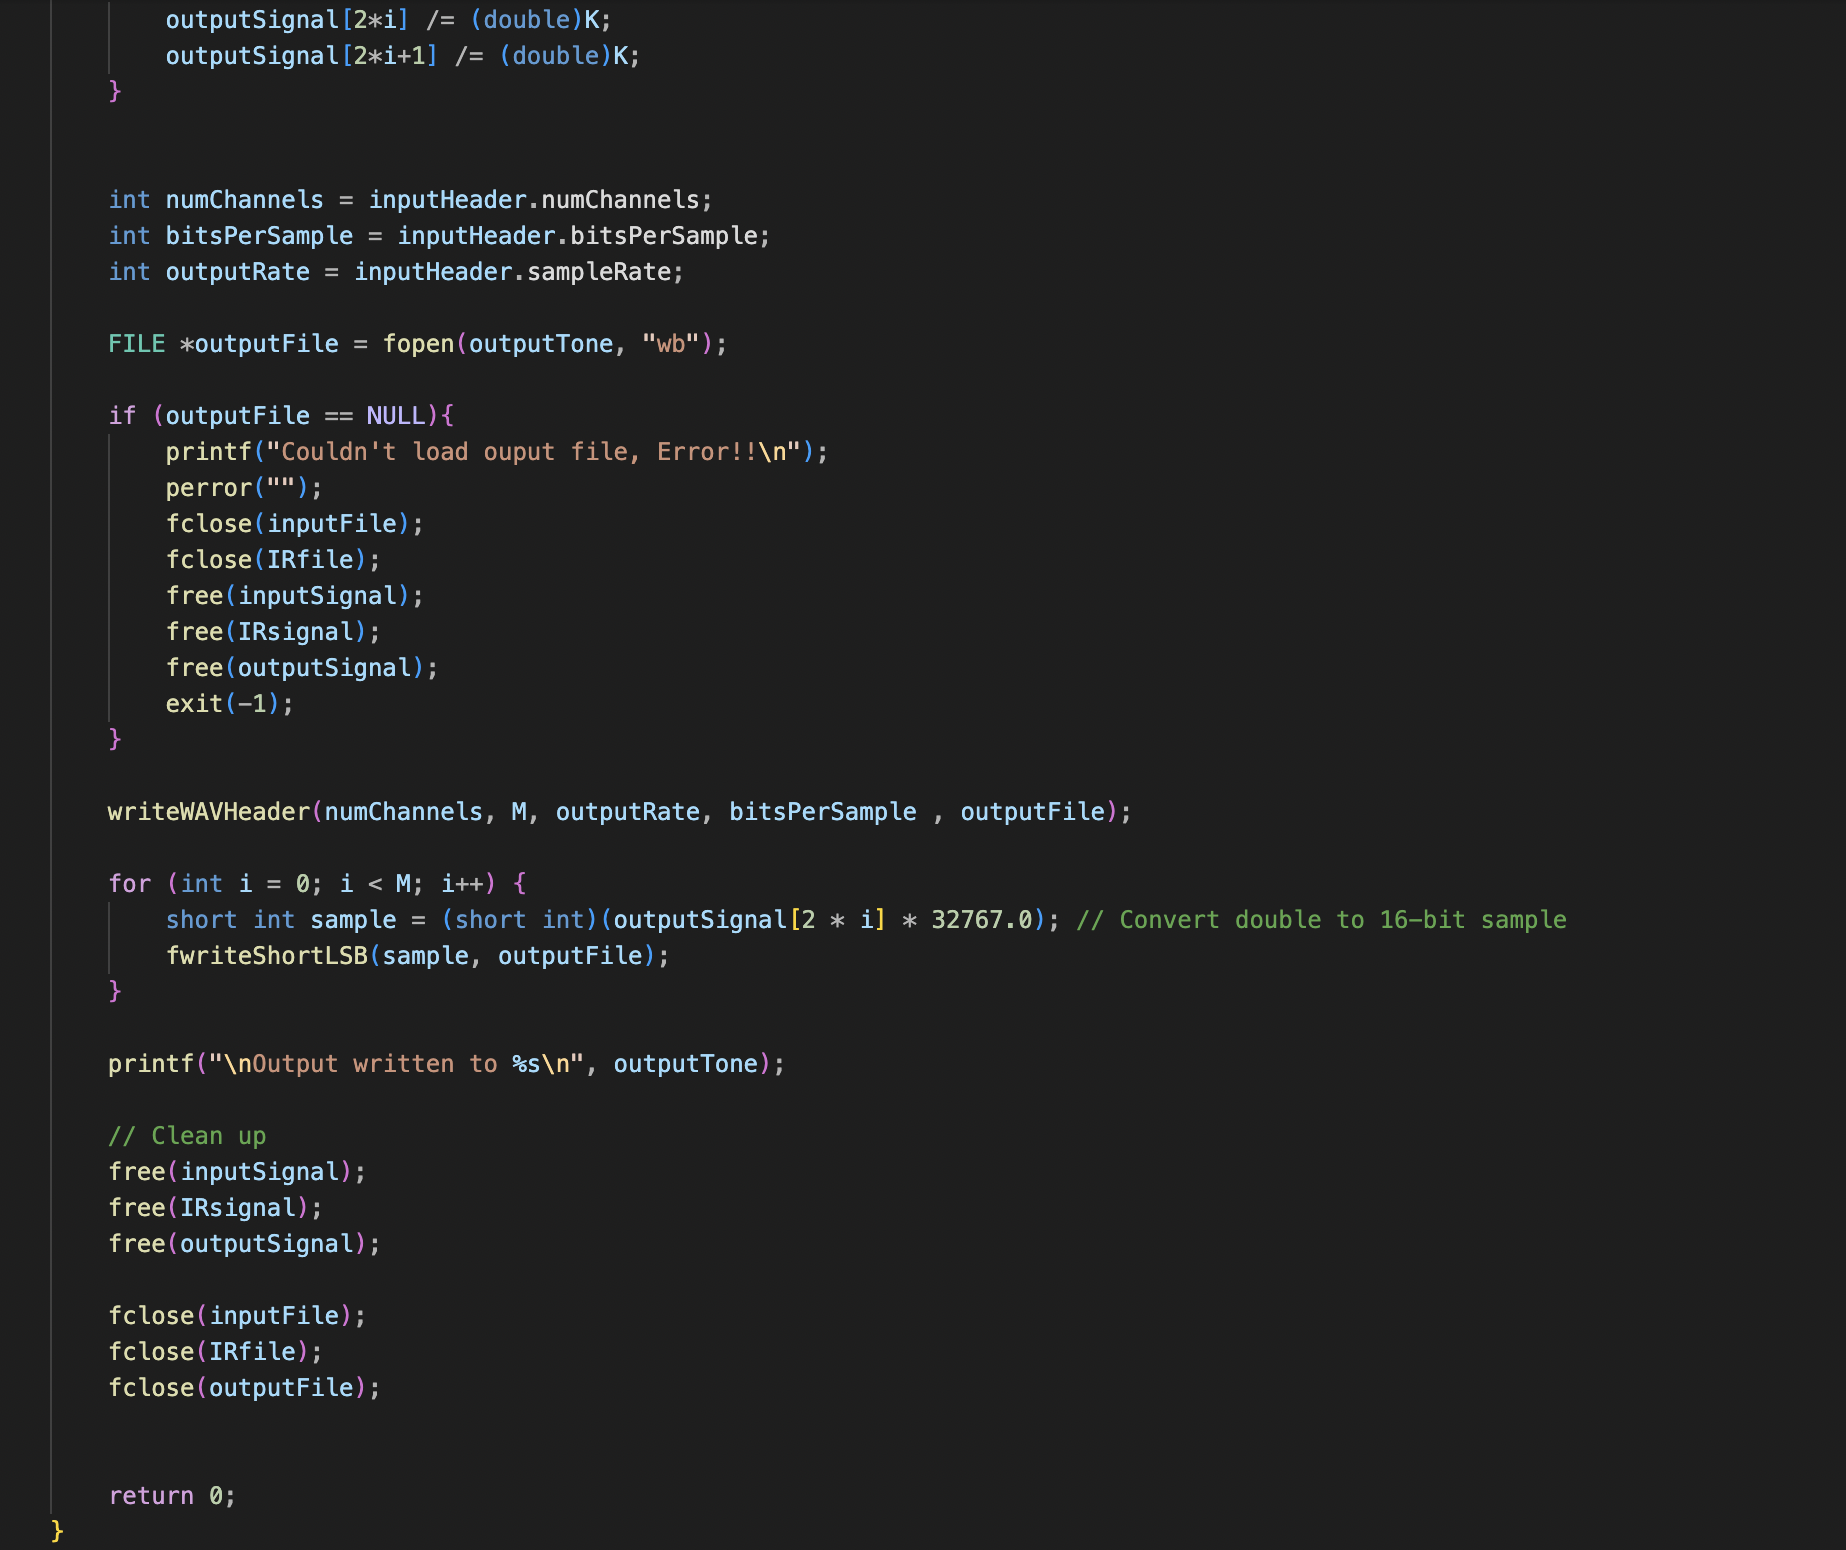 outputSignal[2*i] /= (double)K;
outputSignal[2*i+1] /= (double)K;
}
int numChannels = inputHeader.numChannels;
int bitsPerSample = inputHeader.bitsPerSample;
int outputRate = inputHeader.sampleRate;
FILE *outputFile = fopen(outputTone, "wb");
if (outputFile == NULL){
printf("Couldn't load ouput file, Error!!\n");
perror("");
fclose(inputFile);
fclose(IRfile);
free(inputSignal);
free(IRsignal);
free(outputSignal);
exit(-1);
}
writeWAVHeader(numChannels, M, outputRate, bitsPerSample , outputFile);
for (int i = 0; i < M; i++) {
short int sample = (short int)(outputSignal[2 * i] * 32767.0); // Convert double to 16-bit sample
fwriteShortLSB(sample, outputFile);
}
printf("\nOutput written to %s\n", outputTone);
// Clean up
free(inputSignal);
free(IRsignal);
free(outputSignal);
fclose(inputFile);
fclose(IRfile);
fclose(outputFile);
return 0;
}